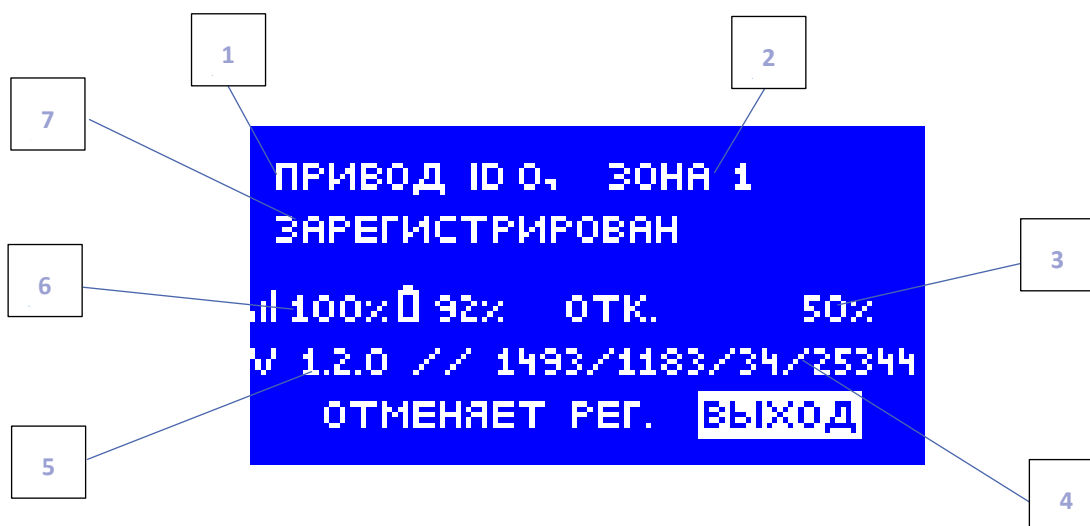 1
2
7
ПРИВОД ID 0, ЗОНА 1
ЗАРЕГИСТРИРОВАН
6
3
100% 92% ОТК. 50%
V 1.2.0 // 1493/1183/34/25344
ОТМЕНЯЕТ РЕГ. ВЫХОД
5
4